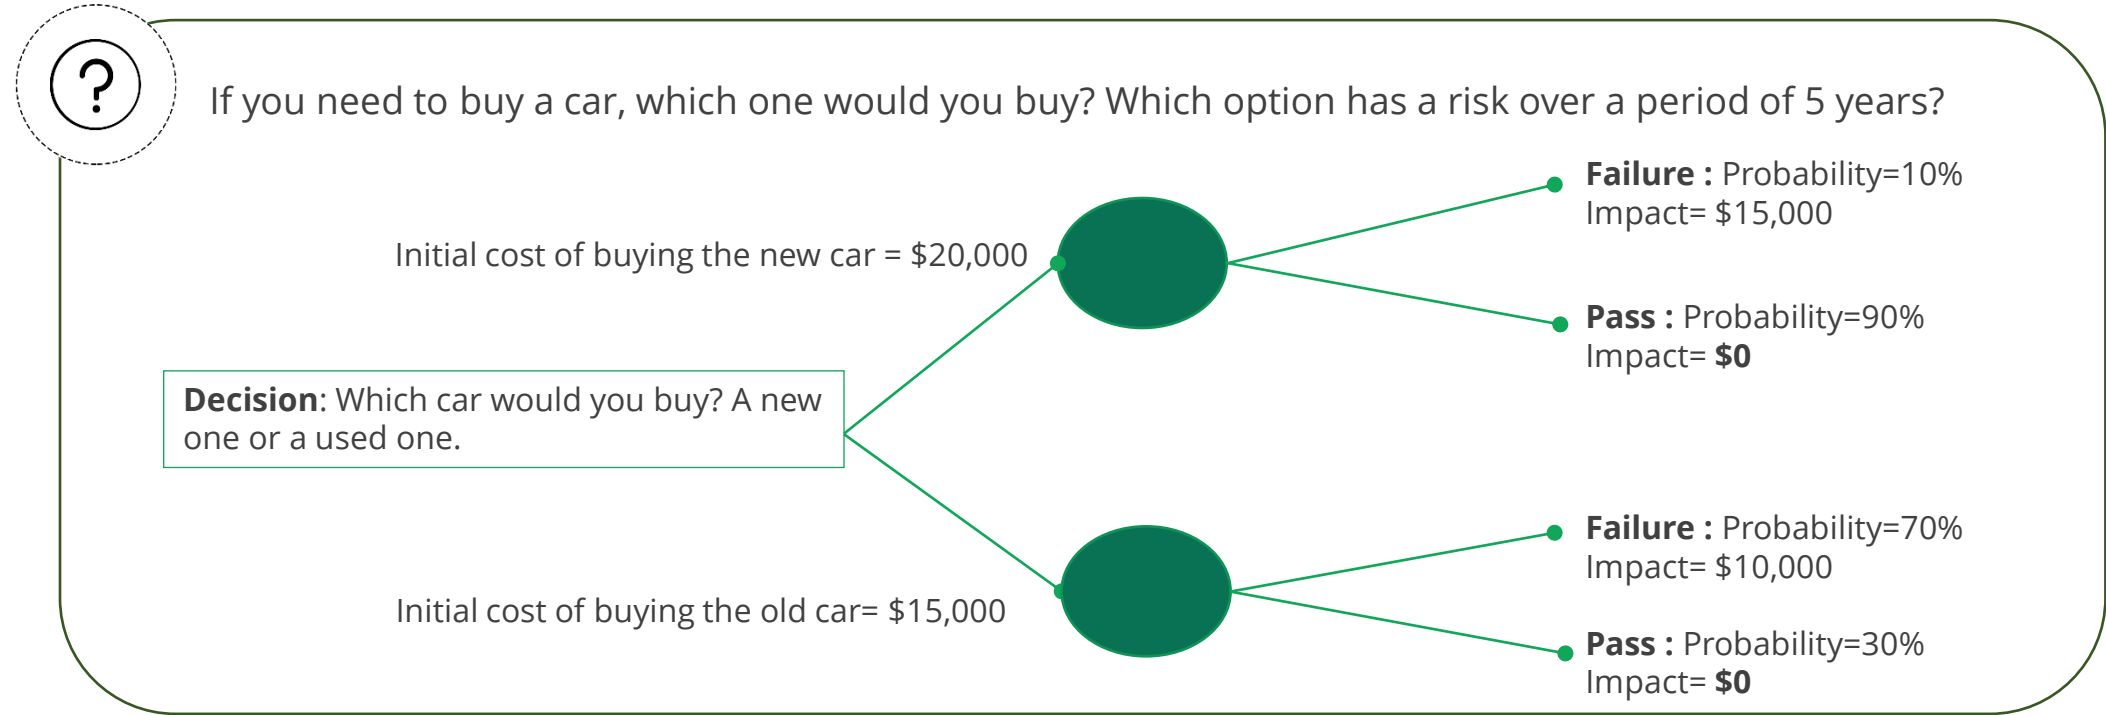 ?
If you need to buy a car, which one would you buy? Which option has a risk over a period of 5 years?
Initial cost of buying the new car = $20,000
Failure : Probability=10%
Impact= $15,000
Pass : Probability=90%
Impact= $0
Decision: Which car would you buy? A new
one or a used one.
Initial cost of buying the old car= $15,000
Failure : Probability=70%
Impact= $10,000
Pass : Probability=30%
Impact= $0